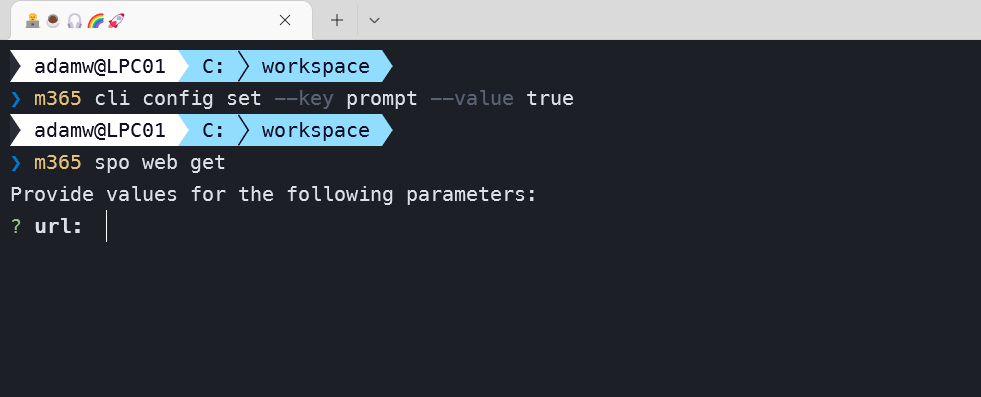 adamw@LPC01 C: workspace
❯ m365 cli config set --key prompt --value true
adamw@LPC01 C: workspace
❯ m365 spo web get
Provide values for the following parameters:
? url: